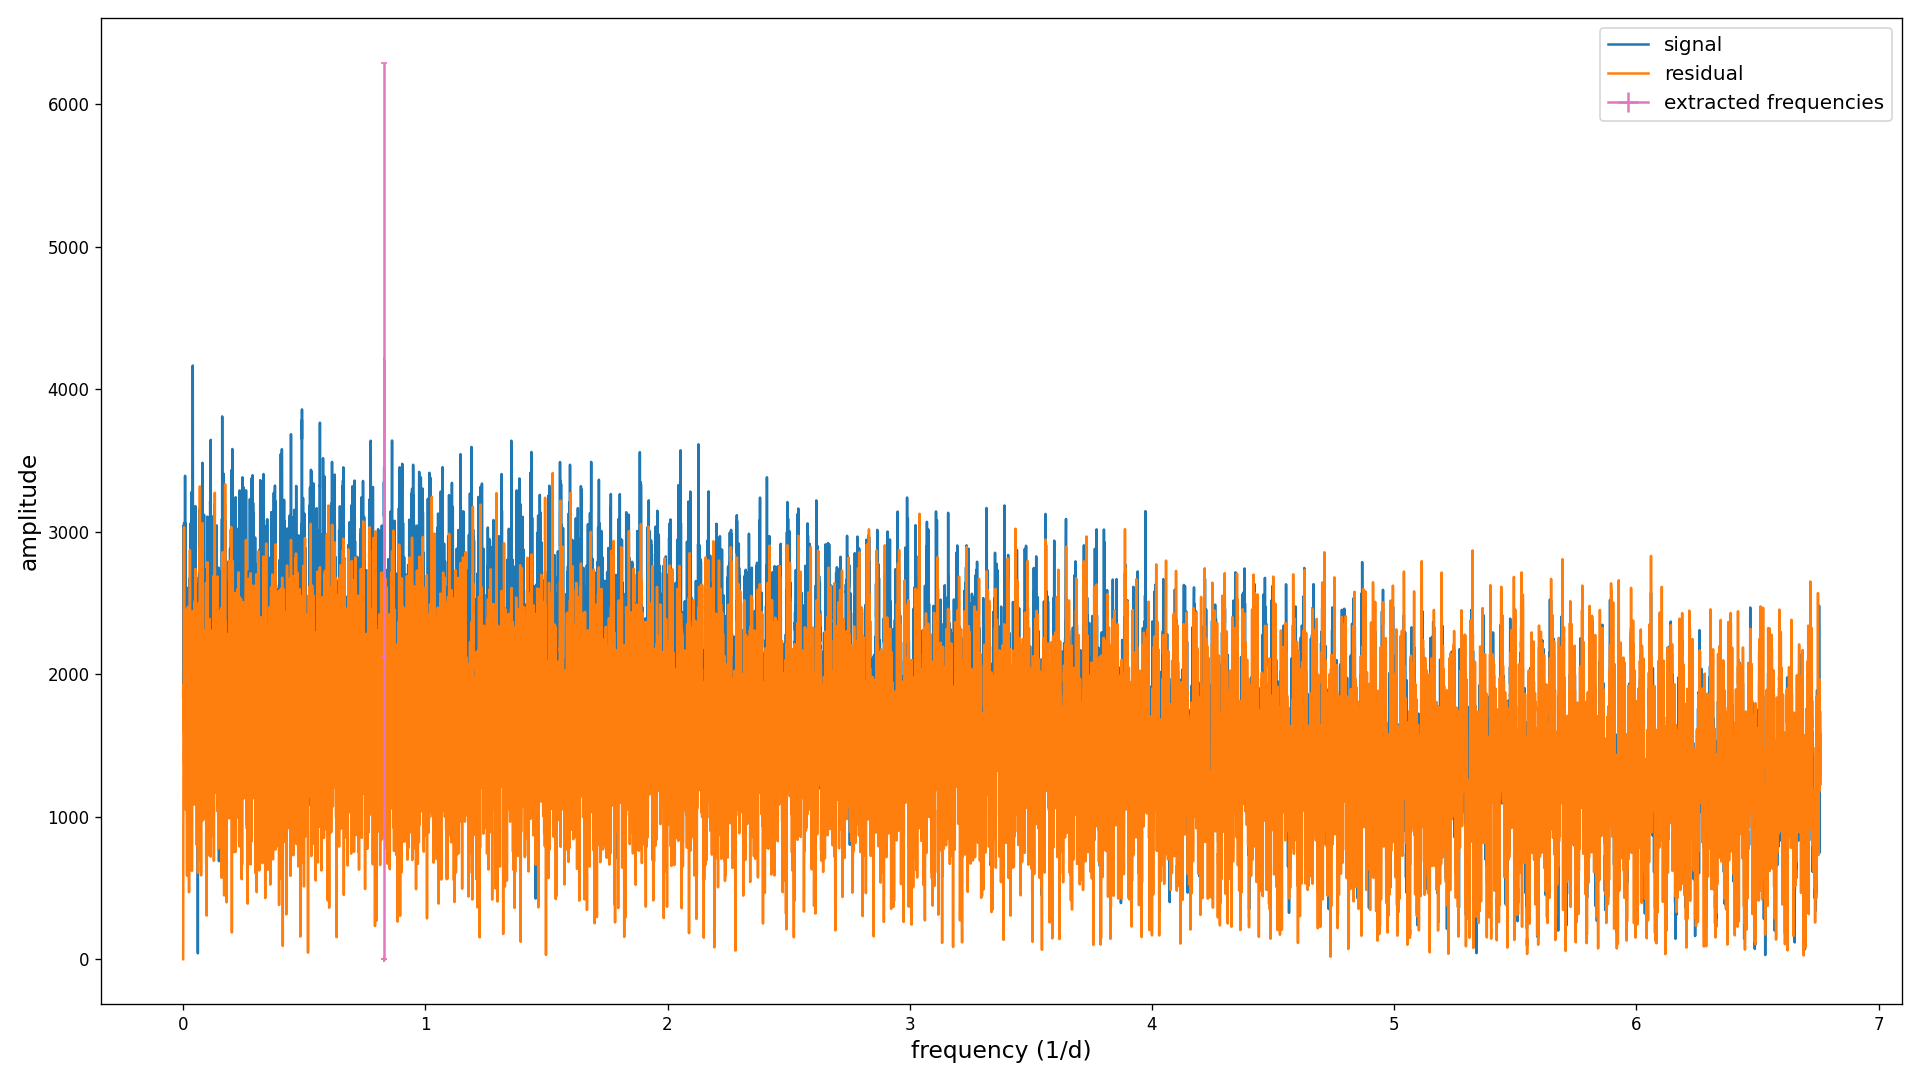 signal
residual
extracted frequencies
6000
5000
4000
3000
2000
1000
0
amplitude
0 1 2 3 4 5 6 7
frequency (1/d)